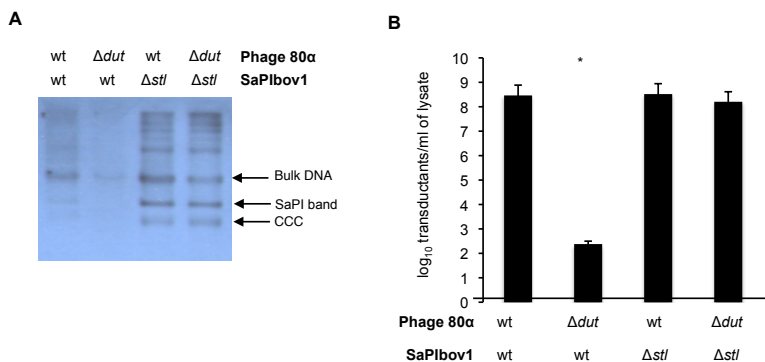 A
wt Δdut wt Δdut Phage 80α
wt wt Δstl Δstl SaPIbov1
Bulk DNA
SaPI band
CCC
B
*
log10 transductants/ml of lysate
10
9
8
7
6
5
4
3
2
1
0
Phage 80α wt Δdut wt Δdut
SaPIbov1 wt wt Δstl Δstl